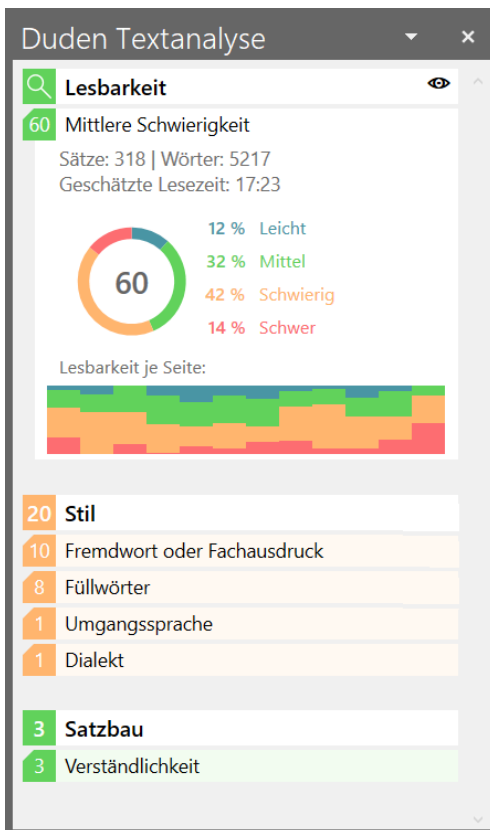 Duden Textanalyse
Lesbarkeit
60 Mittlere Schwierigkeit
Sätze: 318 | Wörter: 5217
Geschätzte Lesezeit: 17:23
60
12 % Leicht
32 % Mittel
42 % Schwierig
14 % Schwer
Lesbarkeit je Seite:
20 Stil
10 Fremdwort oder Fachausdruck
8 Füllwörter
1 Umgangssprache
1 Dialekt
3 Satzbau
3 Verständlichkeit